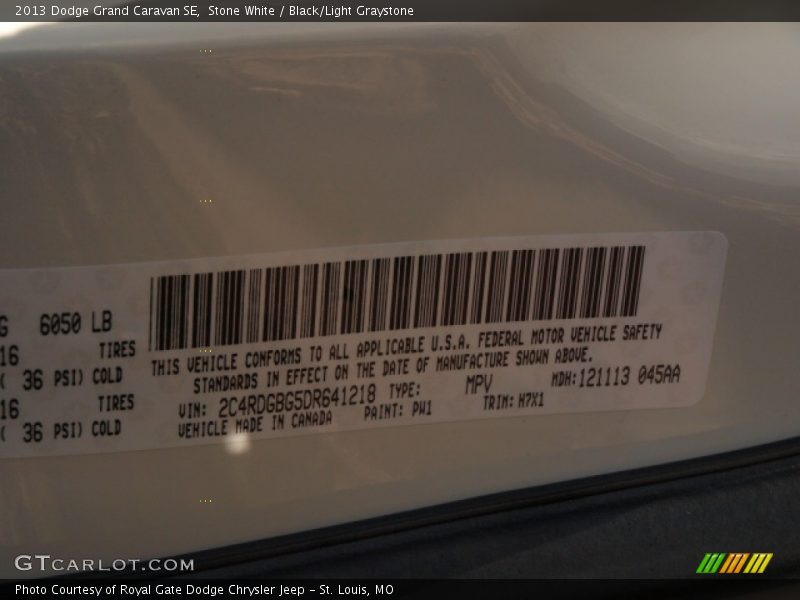 2013 Dodge Grand Caravan SE, Stone White / Black/Light Graystone
G 6050 LB
16 TIRES
( 36 PSI) COLD
16 TIRES
( 36 PSI) COLD
THIS VEHICLE CONFORMS TO ALL APPLICABLE U.S.A. FEDERAL MOTOR VEHICLE SAFETY
STANDARDS IN EFFECT ON THE DATE OF MANUFACTURE SHOWN ABOVE.
VIN: 2C4RDGBG5DR641218 TYPE: MPV MDH:121113 045AA
VEHICLE MADE IN CANADA PAINT: PW1 TRIM: H7X1
GTCARLOT.COM
Photo Courtesy of Royal Gate Dodge Chrysler Jeep – St. Louis, MO